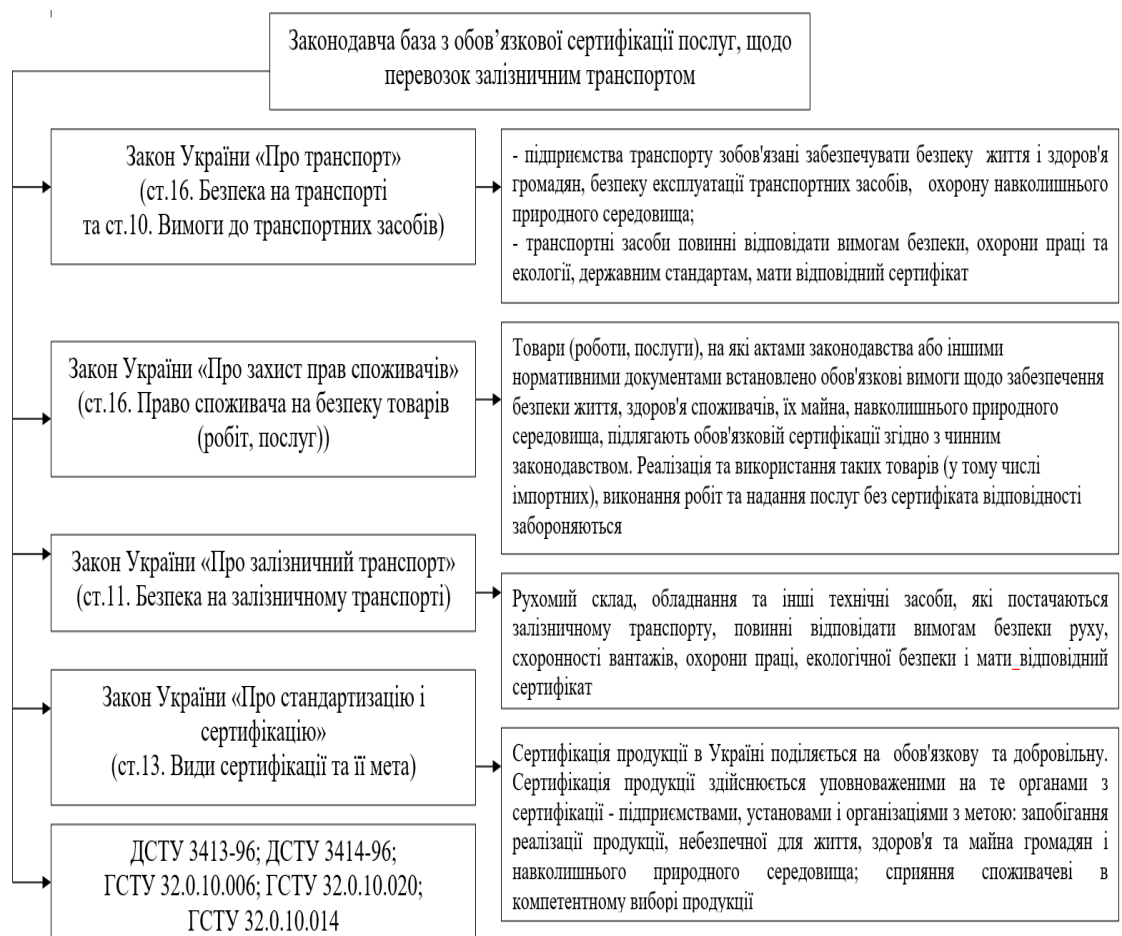 Законодавча база з обов’язкової сертифікації послуг, щодо
перевозок залізничним транспортом
Закон України «Про транспорт»
(ст.16. Безпека на транспорті
та ст.10. Вимоги до транспортних засобів)
- підприємства транспорту зобов'язані забезпечувати безпеку життя і здоров'я
громадян, безпеку експлуатації транспортних засобів, охорону навколишнього
природного середовища;
- транспортні засоби повинні відповідати вимогам безпеки, охорони праці та
екології, державним стандартам, мати відповідний сертифікат
Закон України «Про захист прав споживачів»
(ст.16. Право споживача на безпеку товарів
(робіт, послуг))
Товари (роботи, послуги), на які актами законодавства або іншими
нормативними документами встановлено обов'язкові вимоги щодо забезпечення
безпеки життя, здоров'я споживачів, їх майна, навколишнього природного
середовища, підлягають обов'язковій сертифікації згідно з чинним
законодавством. Реалізація та використання таких товарів (у тому числі
імпортних), виконання робіт та надання послуг без сертифіката відповідності
забороняються
Закон України «Про залізничний транспорт»
(ст.11. Безпека на залізничному транспорті)
Рухомий склад, обладнання та інші технічні засоби, які постачаються
залізничному транспорту, повинні відповідати вимогам безпеки руху,
схоронності вантажів, охорони праці, екологічної безпеки і мати відповідний
сертифікат
Закон України «Про стандартизацію і
сертифікацію»
(ст.13. Види сертифікації та її мета)
Сертифікація продукції в Україні поділяється на обов'язкову та добровільну.
Сертифікація продукції здійснюється уповноваженими на те органами з
сертифікації - підприємствами, установами і організаціями з метою: запобігання
реалізації продукції, небезпечної для життя, здоров'я та майна громадян і
навколишнього природного середовища; сприяння споживачеві в
компетентному виборі продукції
ДСТУ 3413-96; ДСТУ 3414-96;
ГСТУ 32.0.10.006; ГСТУ 32.0.10.020;
ГСТУ 32.0.10.014